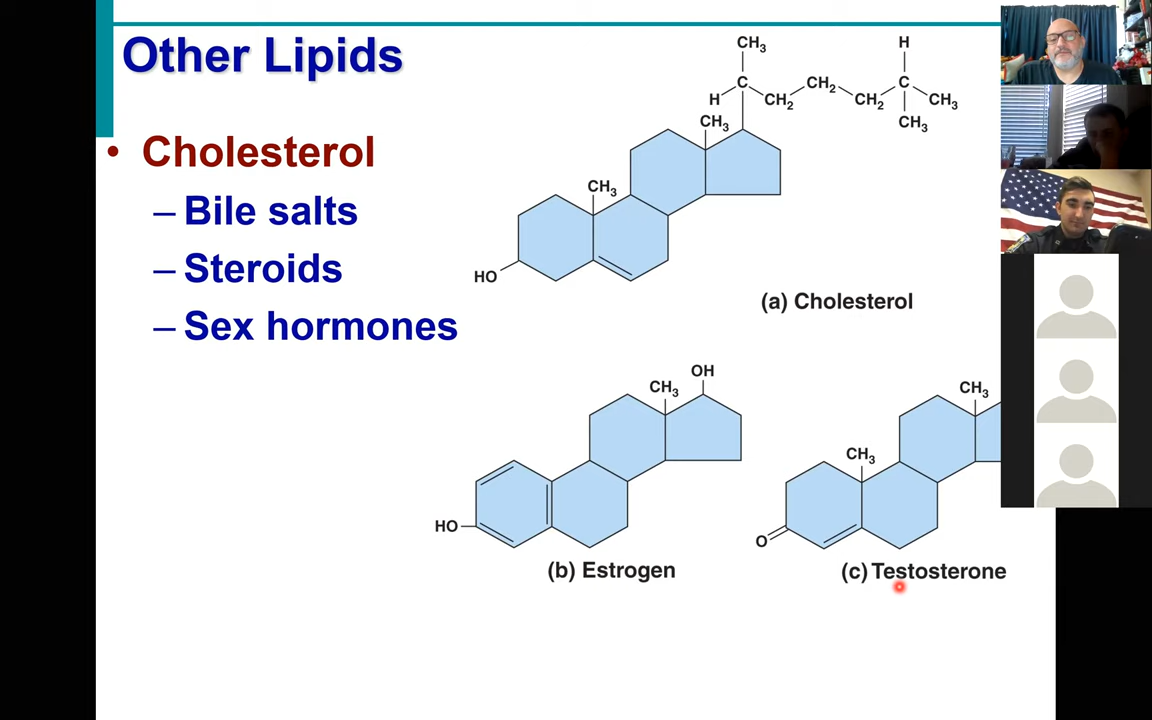 Other Lipids
• Cholesterol
– Bile salts
– Steroids
– Sex hormones
CH3
H
C
CH2
CH2
CH2
C
H
CH3
CH3
CH3
CH3
HO
(a) Cholesterol
OH
CH3
HO
(b) Estrogen
CH3
CH3
O
(c) Testosterone